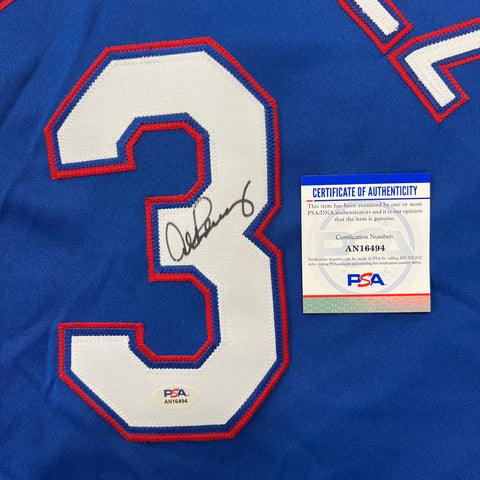 3
CERTIFICATE OF AUTHENTICITY
This item has been examined by one or more
PSA/DNA authenticators and it is our opinion
that the item is genuine.
Certification Number:
AN16494
PSA
PSA
AN16494